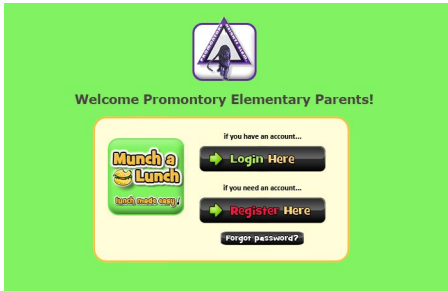 Welcome Promontory Elementary Parents!
if you have an account...
Munch a
Lunch
lunch made easy!
Login Here
if you need an account...
Register Here
Forgot password?